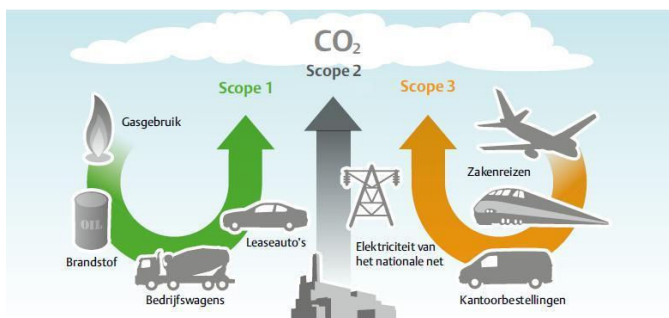 CO₂
Scope 2
Scope 1
Scope 3
Gasgebruik
Zakenreizen
OIL
Leaseauto's
Elektriciteit van
het nationale net
Brandstof
Bedrijfswagens
Kantoorbestellingen